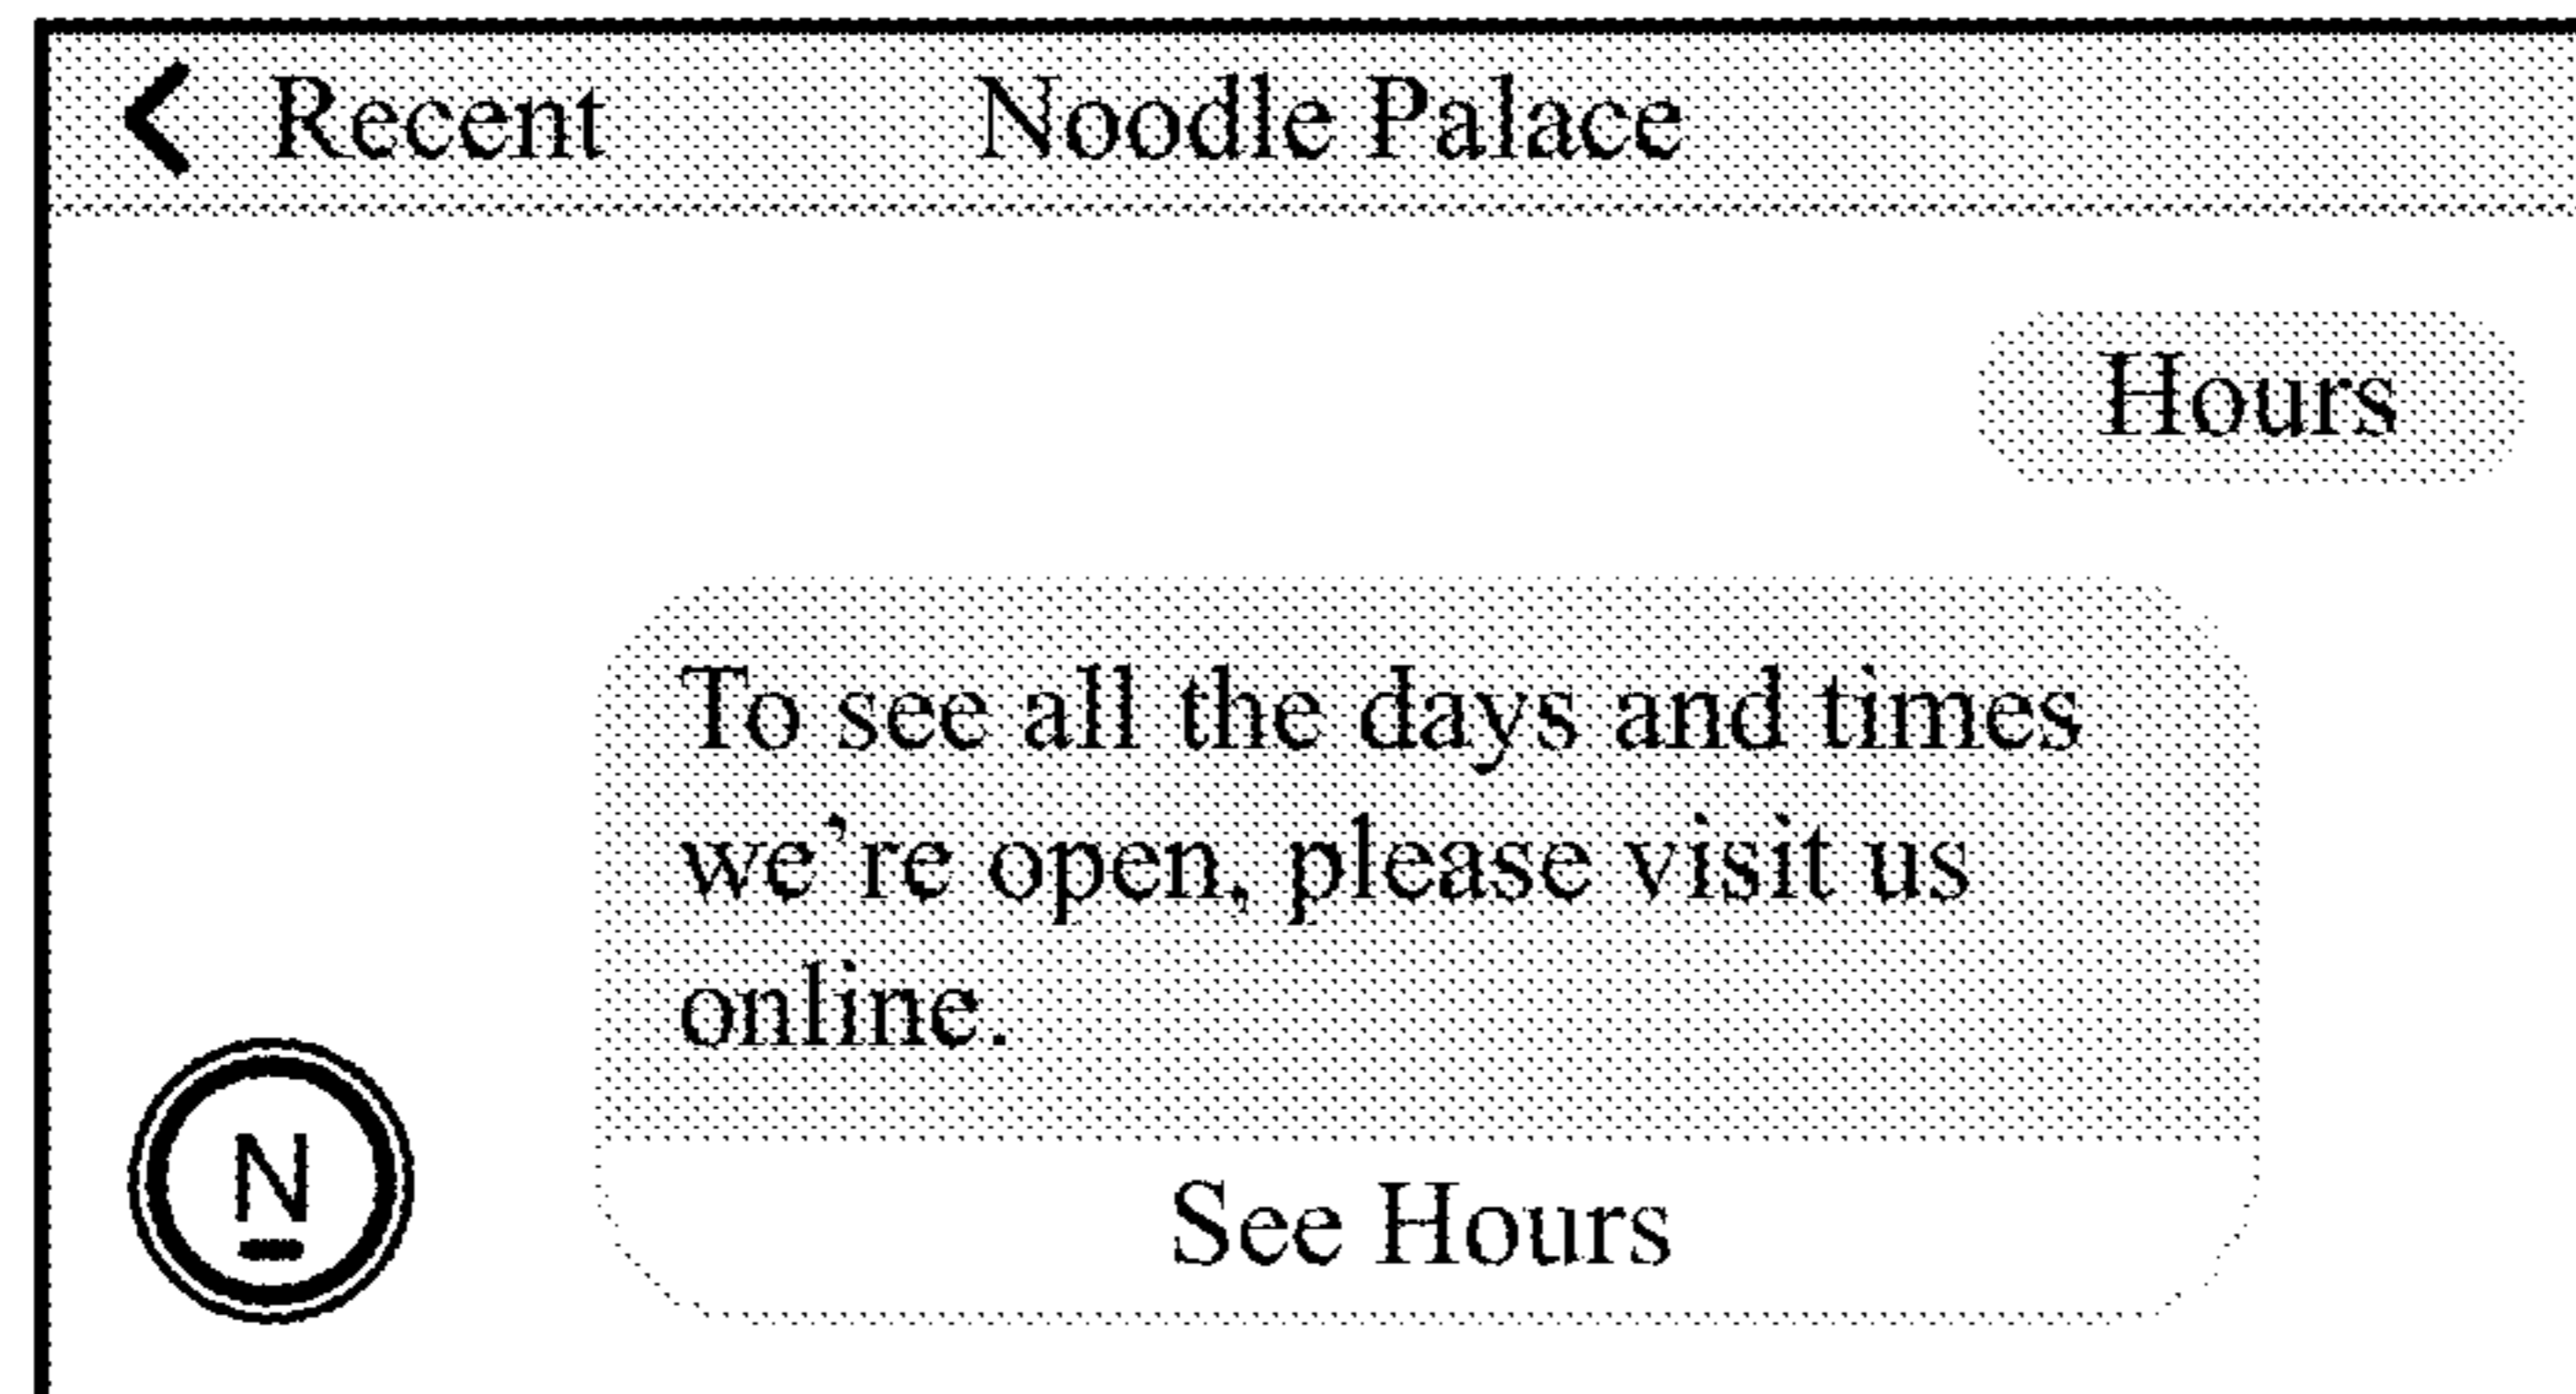 Recent Noodle Palace
Hours
To see all the days and times
we're open, please visit us
online.
N
See Hours